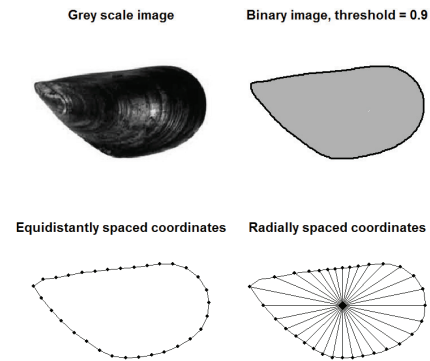 Grey scale image
Binary image, threshold = 0.9
Equidistantly spaced coordinates
Radially spaced coordinates